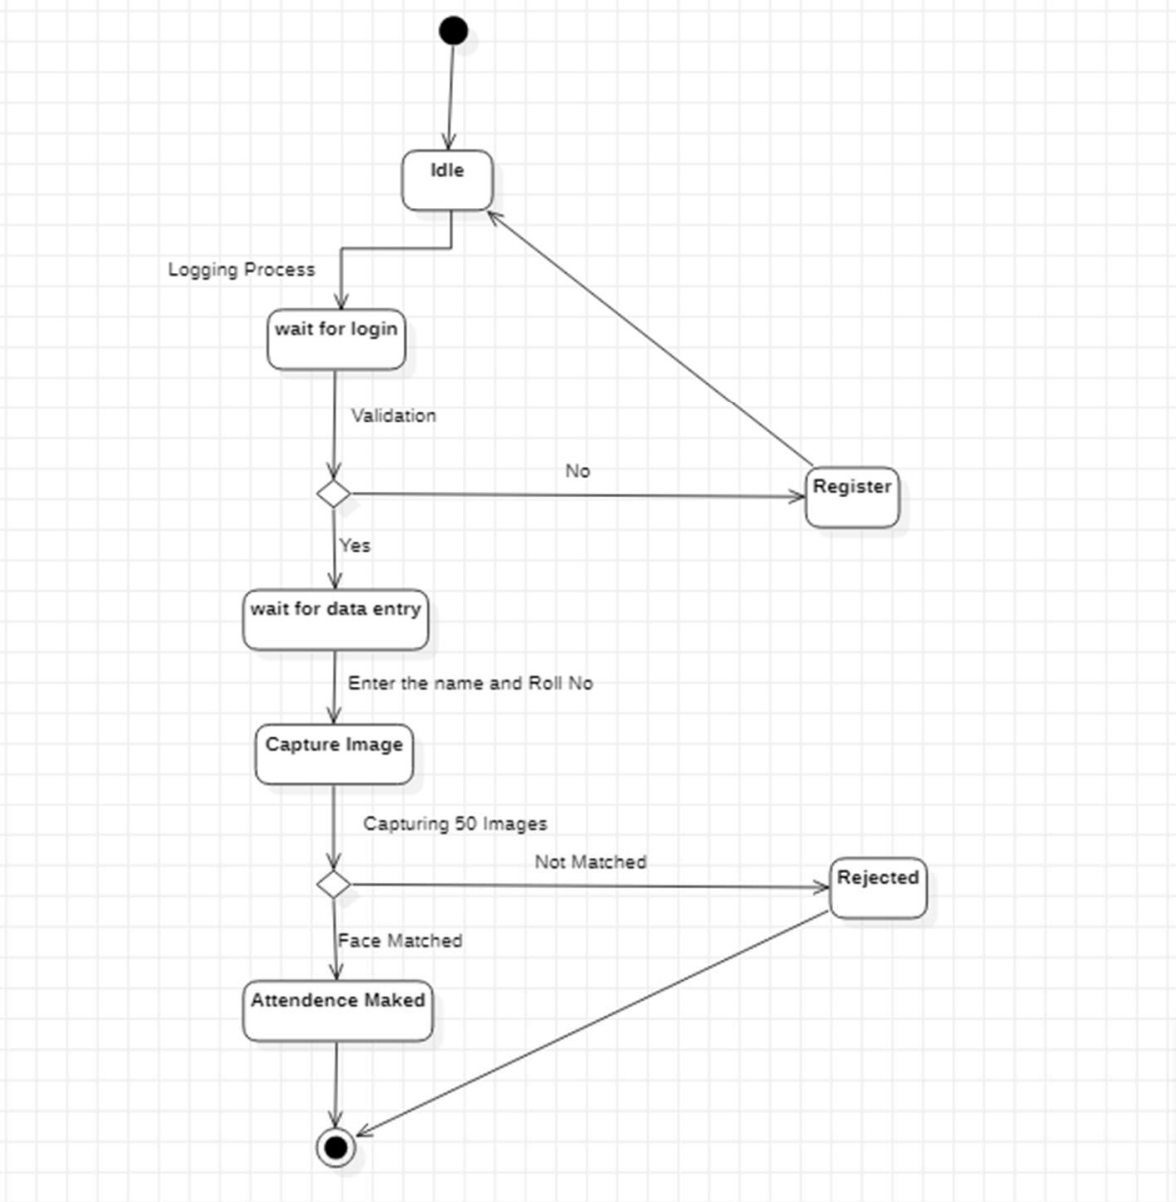 Idle
Logging Process
wait for login
Validation
No
Register
Yes
wait for data entry
Enter the name and Roll No
Capture Image
Capturing 50 Images
Not Matched
Rejected
Face Matched
Attendence Maked